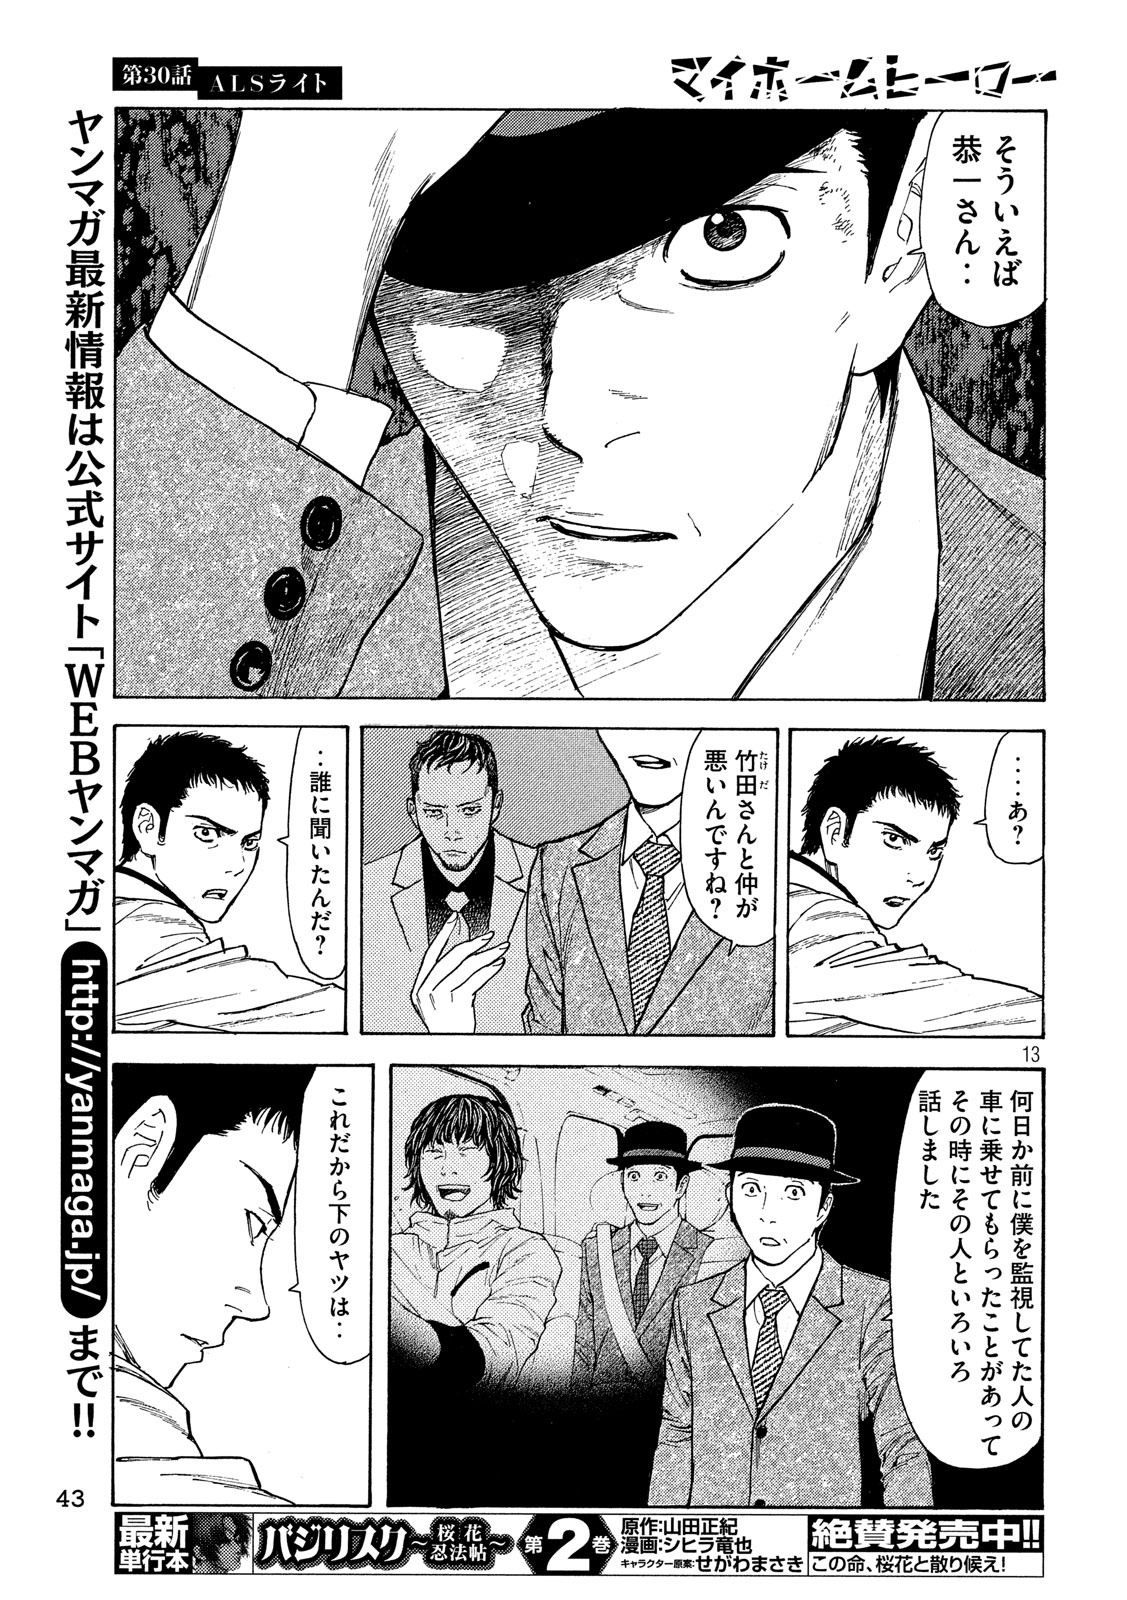 第30話
ALSライト
マイホームヒーロー
ヤンマガ最新情報は公式サイト「WEBヤンマガ」http://yanmaga.jp/まで!!
そういえば
恭一さん‥
‥‥あ?
竹田さんと仲が
たけだ
悪いんですね?
‥誰に聞いたんだ?
13
何日か前に僕を監視してた人の
車に乗せてもらったことがあって
その時にその人といろいろ
話しました
これだから下のヤツは‥
43
最新
単行本
バジリスク
~桜花
忍法帖~
第2巻
原作:山田正紀
漫画:シヒラ竜也
キャラクター原案:せがわまさき
絶賛発売中!!
この命、桜花と散り候え!